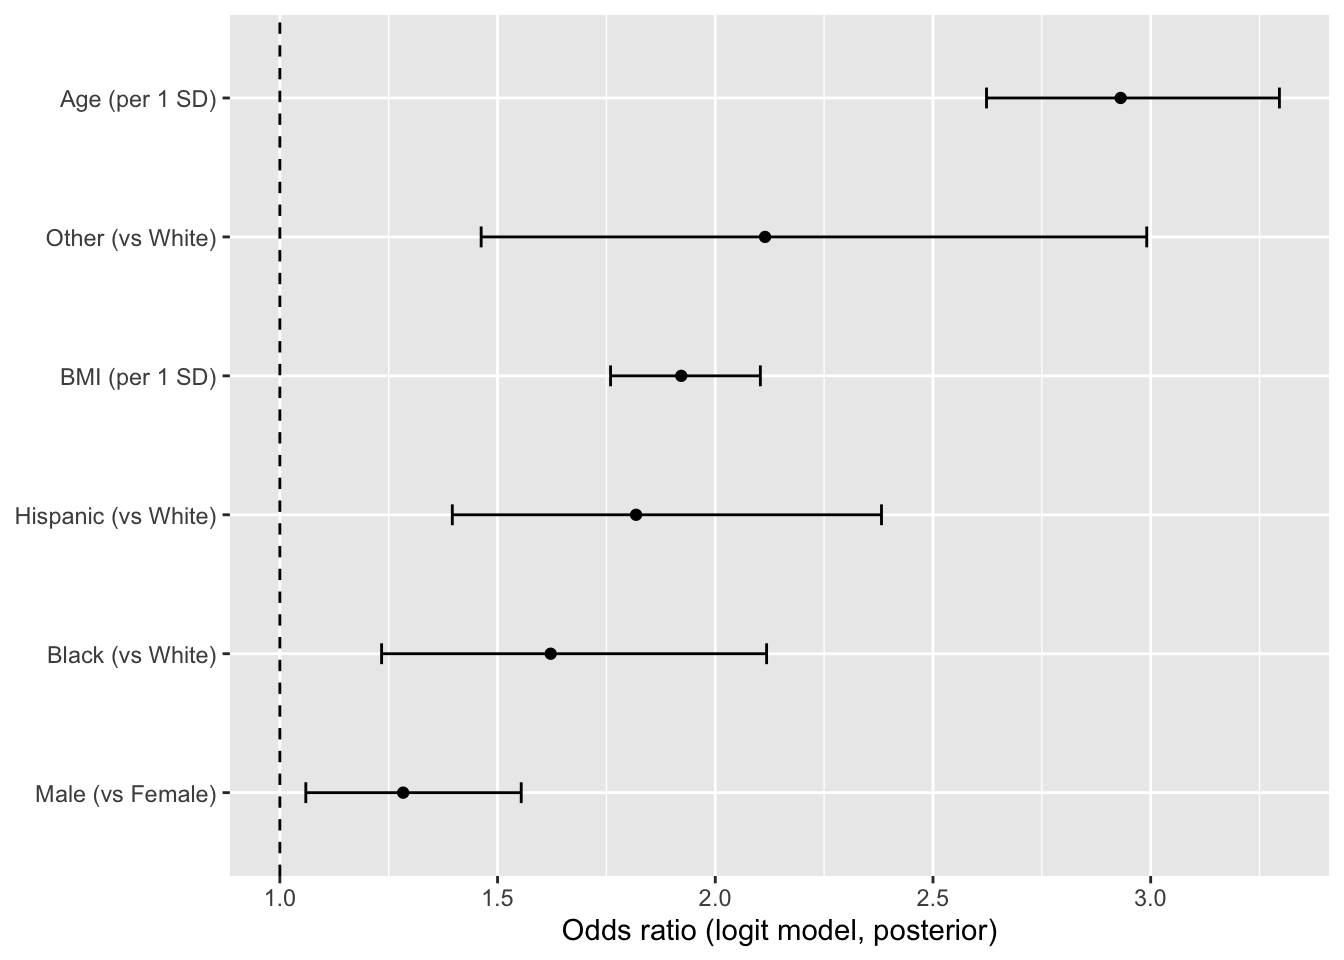 Age (per 1 SD)
Other (vs White)
BMI (per 1 SD)
Hispanic (vs White)
Black (vs White)
Male (vs Female)
1.0 1.5 2.0 2.5 3.0
Odds ratio (logit model, posterior)